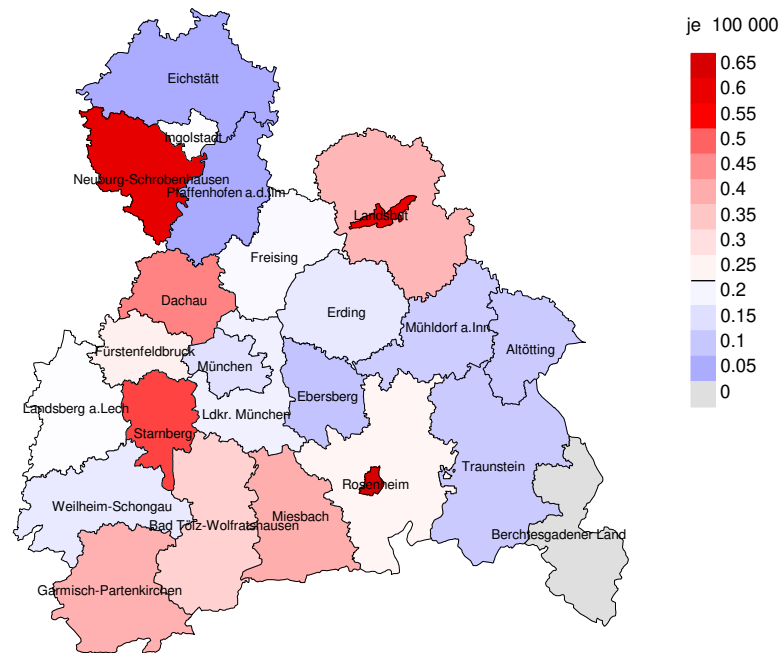 je 100 000
0.65
0.6
0.55
0.5
0.45
0.4
0.35
0.3
0.25
0.2
0.15
0.1
0.05
0
Eichstätt
Ingolstadt
Neuburg-Schrobenhausen
Pfaffenhofen a.d.Ilm
Landshut
Freising
Dachau
Erding
Mühldorf a.Inn
Altötting
Fürstenfeldbruck
München
Ebersberg
Landsberg a.Lech
Ldkr. München
Starnberg
Traunstein
Rosenheim
Weilheim-Schongau
Miesbach
Bad Tölz-Wolfratshausen
Berchtesgadener Land
Garmisch-Partenkirchen